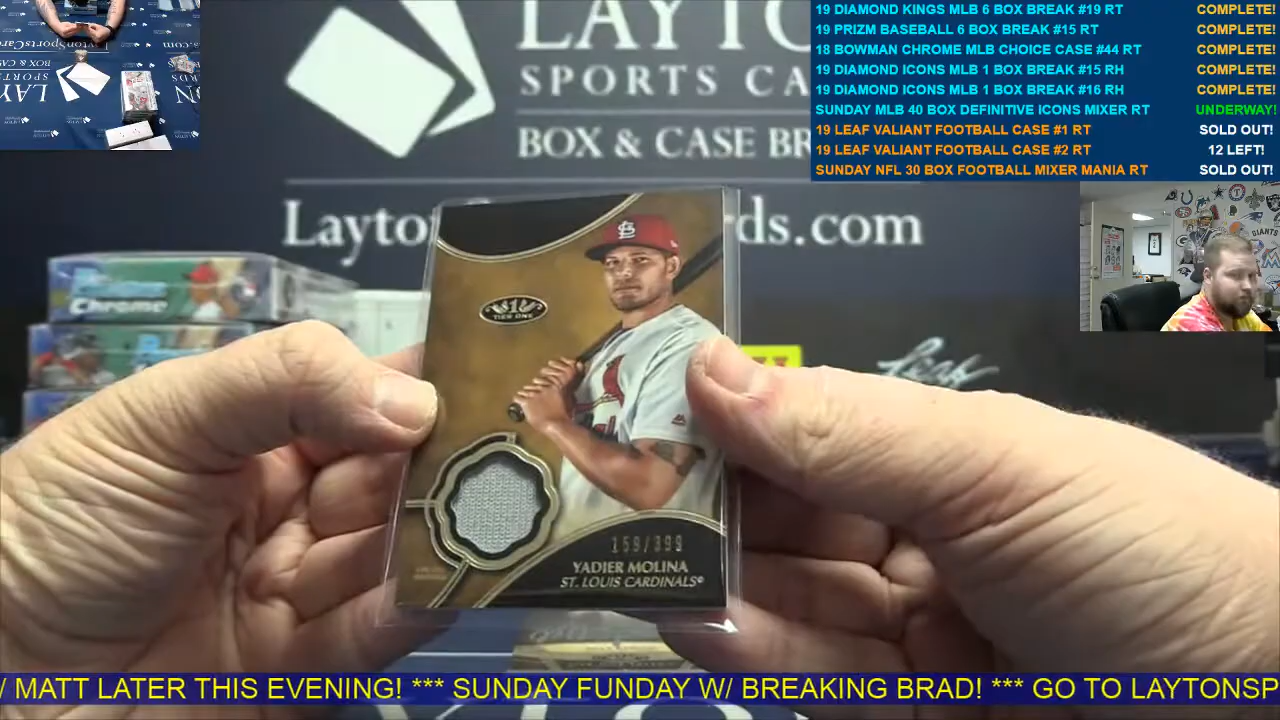 19 DIAMOND KINGS MLB 6 BOX BREAK #19 RT COMPLETE!
19 PRIZM BASEBALL 6 BOX BREAK #15 RT COMPLETE!
18 BOWMAN CHROME MLB CHOICE CASE #44 RT COMPLETE!
19 DIAMOND ICONS MLB 1 BOX BREAK #15 RH COMPLETE!
19 DIAMOND ICONS MLB 1 BOX BREAK #16 RH COMPLETE!
SUNDAY MLB 40 BOX DEFINITIVE ICONS MIXER RT UNDERWAY!
19 LEAF VALIANT FOOTBALL CASE #1 RT SOLD OUT!
19 LEAF VALIANT FOOTBALL CASE #2 RT 12 LEFT!
SUNDAY NFL 30 BOX FOOTBALL MIXER MANIA RT SOLD OUT!
LAYTO
SPORTS CA
BOX & CASE BR
Layto
ds.com
Chrome
TIER ONE
Leaf
159/399
YADIER MOLINA
ST. LOUIS CARDINALS®
/ MATT LATER THIS EVENING! *** SUNDAY FUNDAY W/ BREAKING BRAD! *** GO TO LAYTONSP